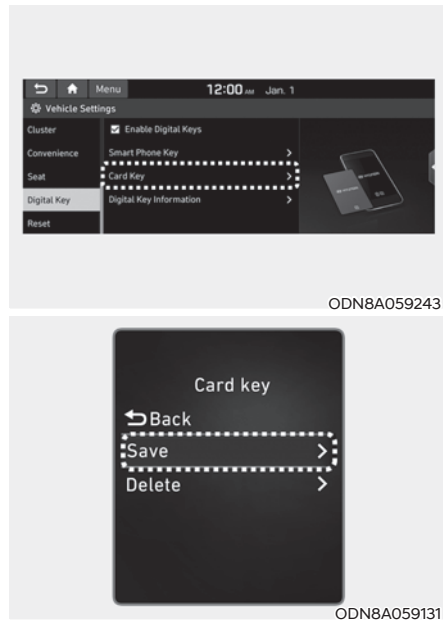 Menu 12:00 AM Jan. 1
Vehicle Settings
Cluster
Enable Digital Keys
Convenience
Smart Phone Key
Seat
Card Key
Digital Key
Digital Key Information
Reset
ODN8A059243
Card key
Back
Save
Delete
ODN8A059131